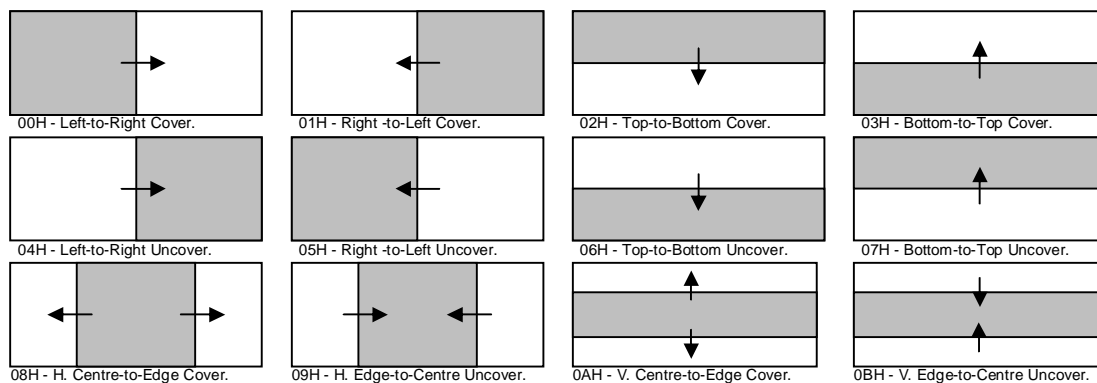 00H - Left-to-Right Cover.
01H - Right -to-Left Cover.
02H - Top-to-Bottom Cover.
03H - Bottom-to-Top Cover.
04H - Left-to-Right Uncover.
05H - Right -to-Left Uncover.
06H - Top-to-Bottom Uncover.
07H - Bottom-to-Top Uncover.
08H - H. Centre-to-Edge Cover.
09H - H. Edge-to-Centre Uncover.
0AH - V. Centre-to-Edge Cover.
0BH - V. Edge-to-Centre Uncover.